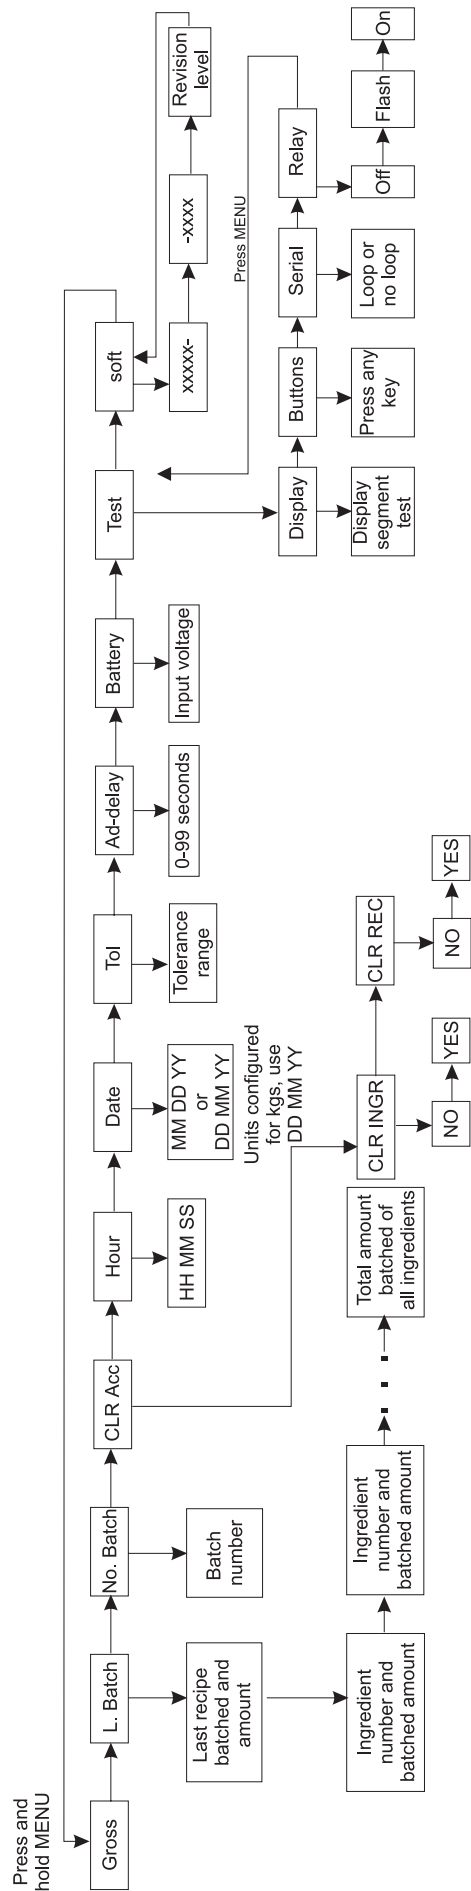 Press and
hold MENU
Gross
L. Batch
No. Batch
CLR Acc
Hour
Date
Tol
Ad-delay
Battery
Test
soft
Last recipe
batched and
amount
Batch
number
HH MM SS
MM DD YY
or
DD MM YY
Units configured
for kgs, use
DD MM YY
Tolerance
range
0-99 seconds
Input voltage
xxxxx-
-xxxx
Revision
level
Press MENU
Display
Buttons
Serial
Relay
Display
segment
test
Press any
key
Loop or
no loop
Off
Flash
On
Ingredient
number and
batched amount
Ingredient
number and
batched amount
Total amount
batched of
all ingredients
CLR INGR
CLR REC
NO
YES
NO
YES